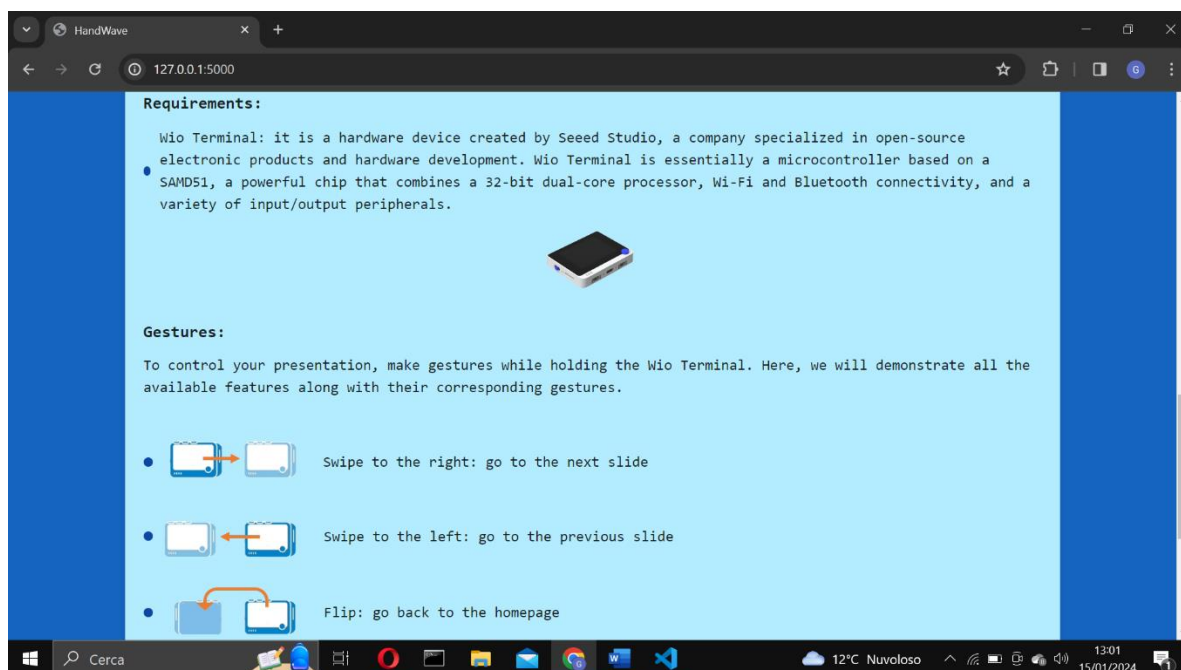 HandWave
127.0.0.1:5000
G
Requirements:
Wio Terminal: it is a hardware device created by Seeed Studio, a company specialized in open-source
electronic products and hardware development. Wio Terminal is essentially a microcontroller based on a
SAMD51, a powerful chip that combines a 32-bit dual-core processor, Wi-Fi and Bluetooth connectivity, and a
variety of input/output peripherals.
Gestures:
To control your presentation, make gestures while holding the Wio Terminal. Here, we will demonstrate all the
available features along with their corresponding gestures.
Swipe to the right: go to the next slide
Swipe to the left: go to the previous slide
Flip: go back to the homepage
Cerca
12°C Nuvoloso
13:01
15/01/2024
1